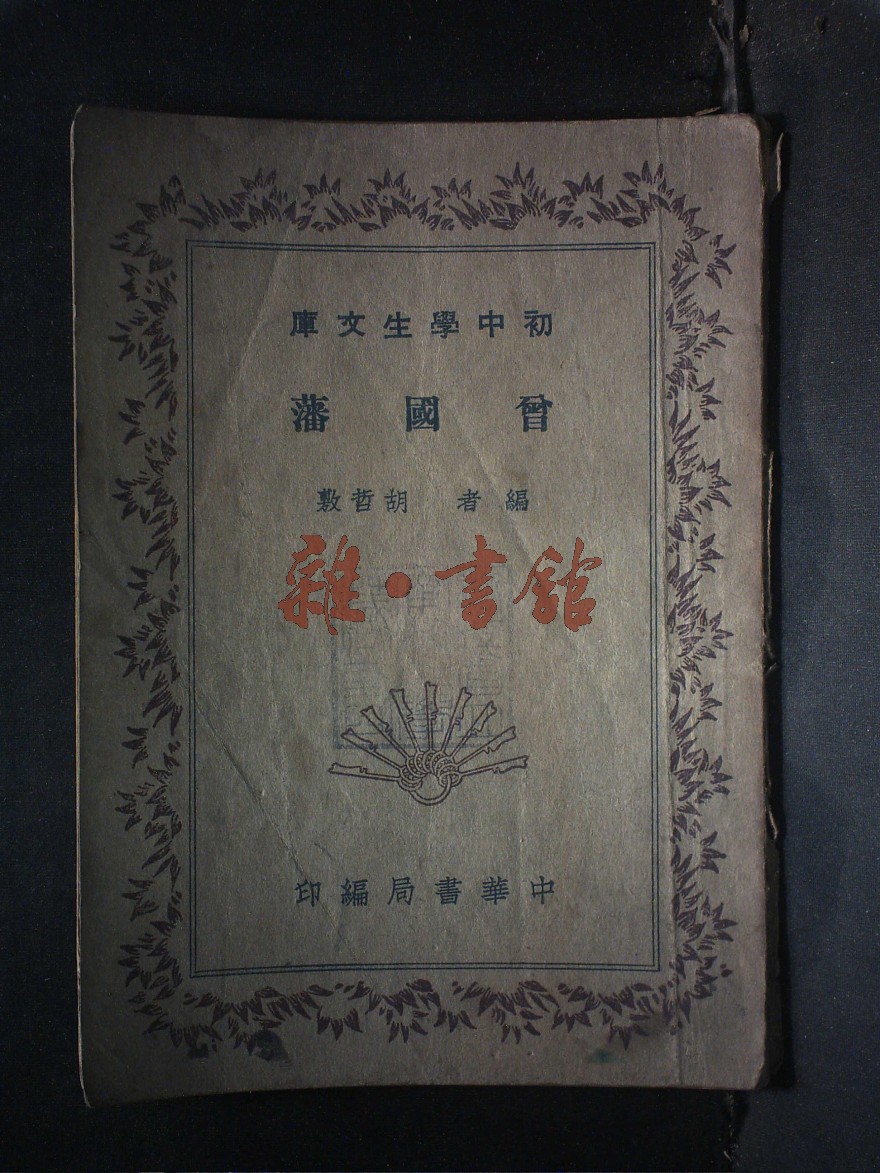 初中學生文庫
曾國藩
編者 胡哲敷
雜·書館
中華書局編印